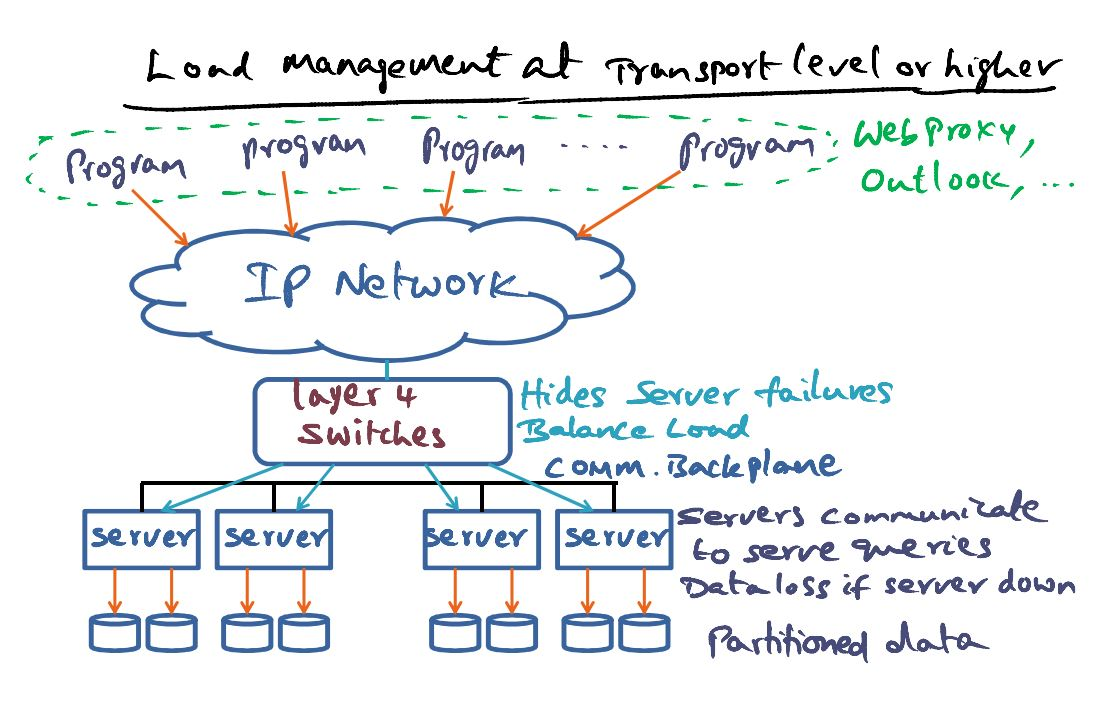 Load management at Transport level or higher
Program program Program ..... Program
WebProxy,
Outlook, ...
IP Network
layer 4
switches
Hides Server failures
Balance Load
Comm. Backplane
server server server server
Servers communicate
to serve queries
Data loss if server down
Partitioned data